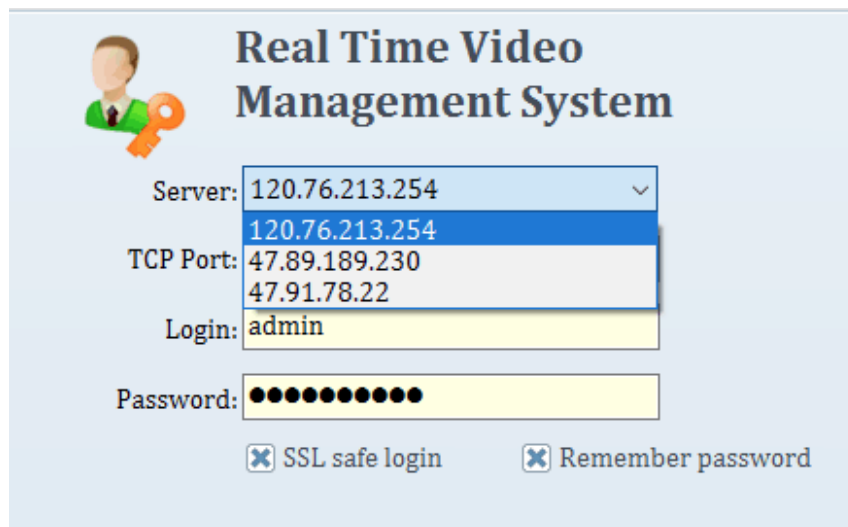 Real Time Video
Management System
Server: 120.76.213.254
120.76.213.254
TCP Port: 47.89.189.230
47.91.78.22
Login: admin
Password: ●●●●●●●●●●
SSL safe login Remember password